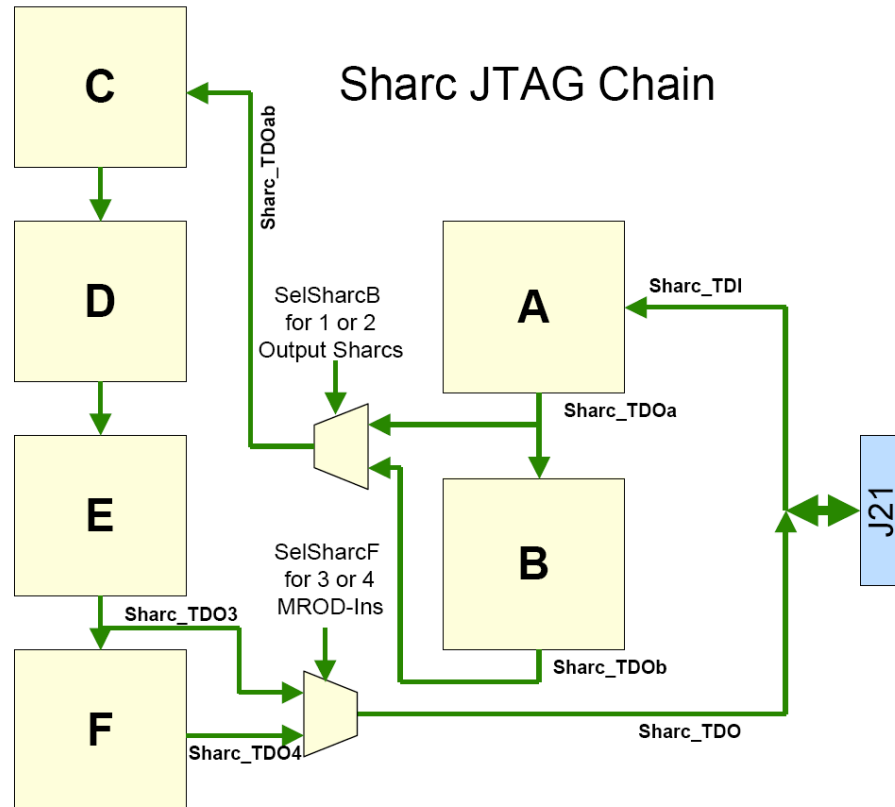 Sharc JTAG Chain
C
Sharc_TDOab
D
A
Sharc_TDI
SelSharcB
for 1 or 2
Output Sharcs
Sharc_TDOa
E
B
J21
SelSharcF
for 3 or 4
MROD-Ins
Sharc_TDO3
Sharc_TDOb
F
Sharc_TDO4
Sharc_TDO